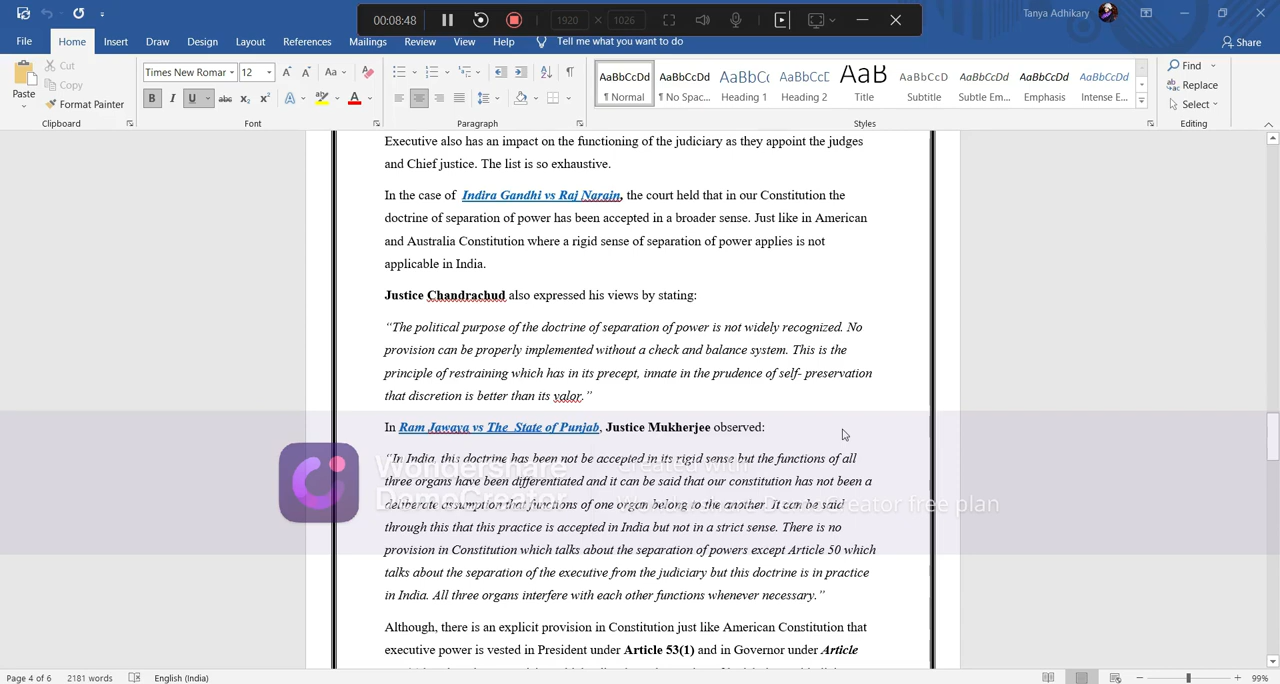 00:08:48
1920 × 1026
Tanya Adhikary
File Home Insert Draw Design Layout References Mailings Review View Help Tell me what you want to do
Share
Paste
Cut
Copy
Format Painter
Clipboard
Times New Roman 12
Font
Paragraph
AaBbCcDd AaBbCcDd AaBbCc AaBbCcD AaB AaBbCcD AaBbCcDd AaBbCcDd AaBbCcDd
¶ Normal ¶ No Spac... Heading 1 Heading 2 Title Subtitle Subtle Em... Emphasis Intense E...
Styles
Find
Replace
Select
Editing
Executive also has an impact on the functioning of the judiciary as they appoint the judges
and Chief justice. The list is so exhaustive.
In the case of Indira Gandhi vs Raj Narain, the court held that in our Constitution the
doctrine of separation of power has been accepted in a broader sense. Just like in American
and Australia Constitution where a rigid sense of separation of power applies is not
applicable in India.
Justice Chandrachud also expressed his views by stating:
“The political purpose of the doctrine of separation of power is not widely recognized. No
provision can be properly implemented without a check and balance system. This is the
principle of restraining which has in its precept, innate in the prudence of self- preservation
that discretion is better than its valor.”
In Ram Jawaya vs The State of Punjab, Justice Mukherjee observed:
“In India, this doctrine has been not be accepted in its rigid sense but the functions of all
three organs have been differentiated and it can be said that our constitution has not been a
deliberate assumption that functions of one organ belong to the another. It can be said
through this that this practice is accepted in India but not in a strict sense. There is no
provision in Constitution which talks about the separation of powers except Article 50 which
talks about the separation of the executive from the judiciary but this doctrine is in practice
in India. All three organs interfere with each other functions whenever necessary.”
Although, there is an explicit provision in Constitution just like American Constitution that
executive power is vested in President under Article 53(1) and in Governor under Article
Wondershare
DemoCreator
Created with
Wondershare DemoCreator free plan
Page 4 of 6 2181 words English (India)
99%